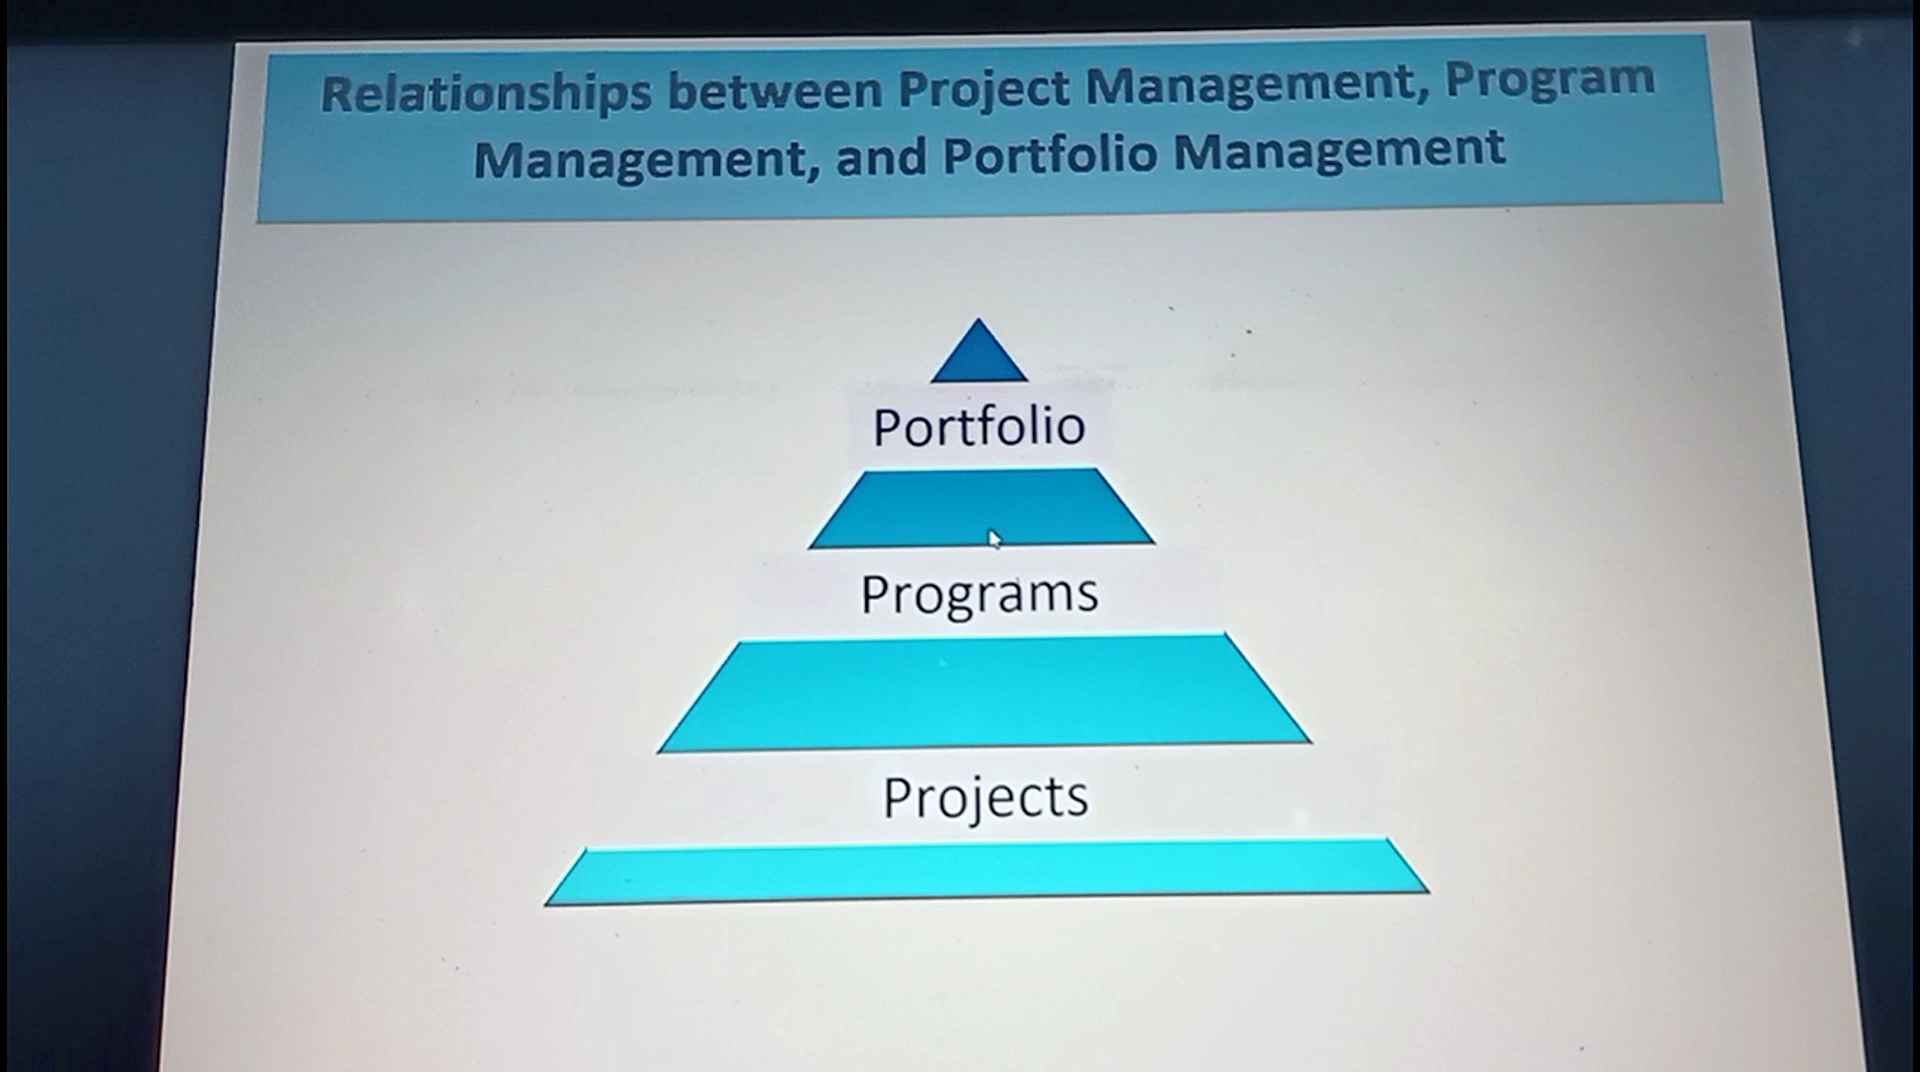 Relationships between Project Management, Program
Management, and Portfolio Management
Portfolio
Programs
Projects